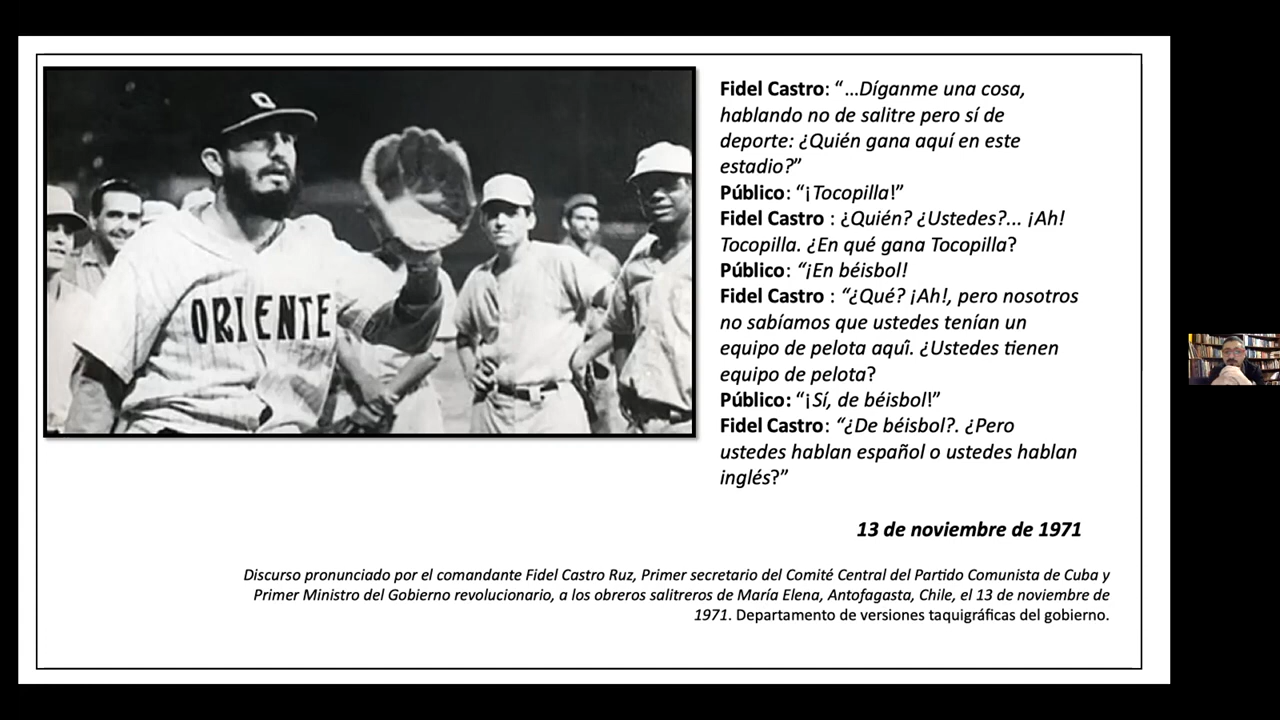 ORIENTE
Fidel Castro: “…Díganme una cosa,
hablando no de salitre pero sí de
deporte: ¿Quién gana aquí en este
estadio?”
Público: “¡Tocopilla!”
Fidel Castro : ¿Quién? ¿Ustedes?... ¡Ah!
Tocopilla. ¿En qué gana Tocopilla?
Público: “¡En béisbol!
Fidel Castro : “¿Qué? ¡Ah!, pero nosotros
no sabíamos que ustedes tenían un
equipo de pelota aquî. ¿Ustedes tienen
equipo de pelota?
Público: “¡Sí, de béisbol!”
Fidel Castro: “¿De béisbol?. ¿Pero
ustedes hablan español o ustedes hablan
inglés?”
13 de noviembre de 1971
Discurso pronunciado por el comandante Fidel Castro Ruz, Primer secretario del Comité Central del Partido Comunista de Cuba y
Primer Ministro del Gobierno revolucionario, a los obreros salitreros de María Elena, Antofagasta, Chile, el 13 de noviembre de
1971. Departamento de versiones taquigráficas del gobierno.